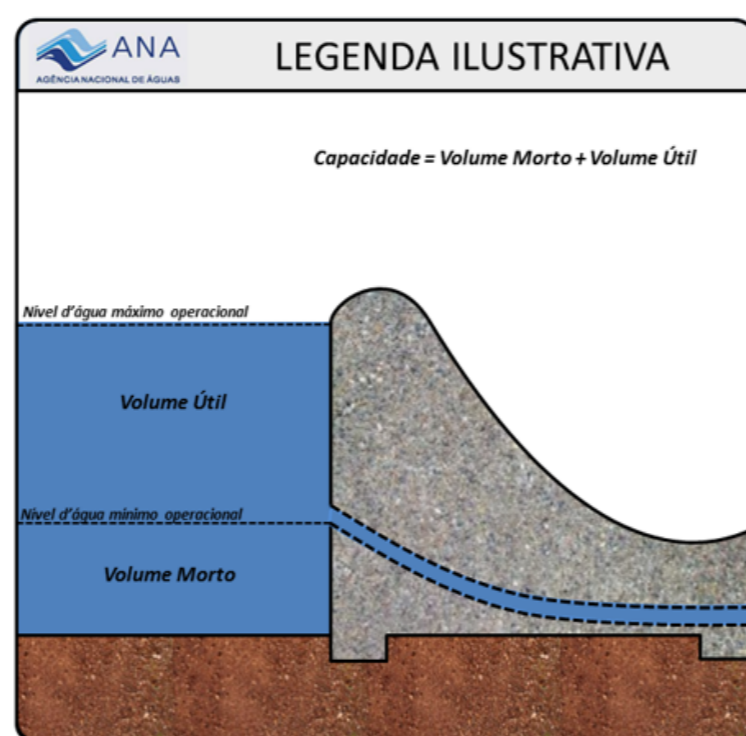 ANA
AGÊNCIA NACIONAL DE ÁGUAS
LEGENDA ILUSTRATIVA
Capacidade = Volume Morto + Volume Útil
Nível d'água máximo operacional
Volume Útil
Nível d'água mínimo operacional
Volume Morto